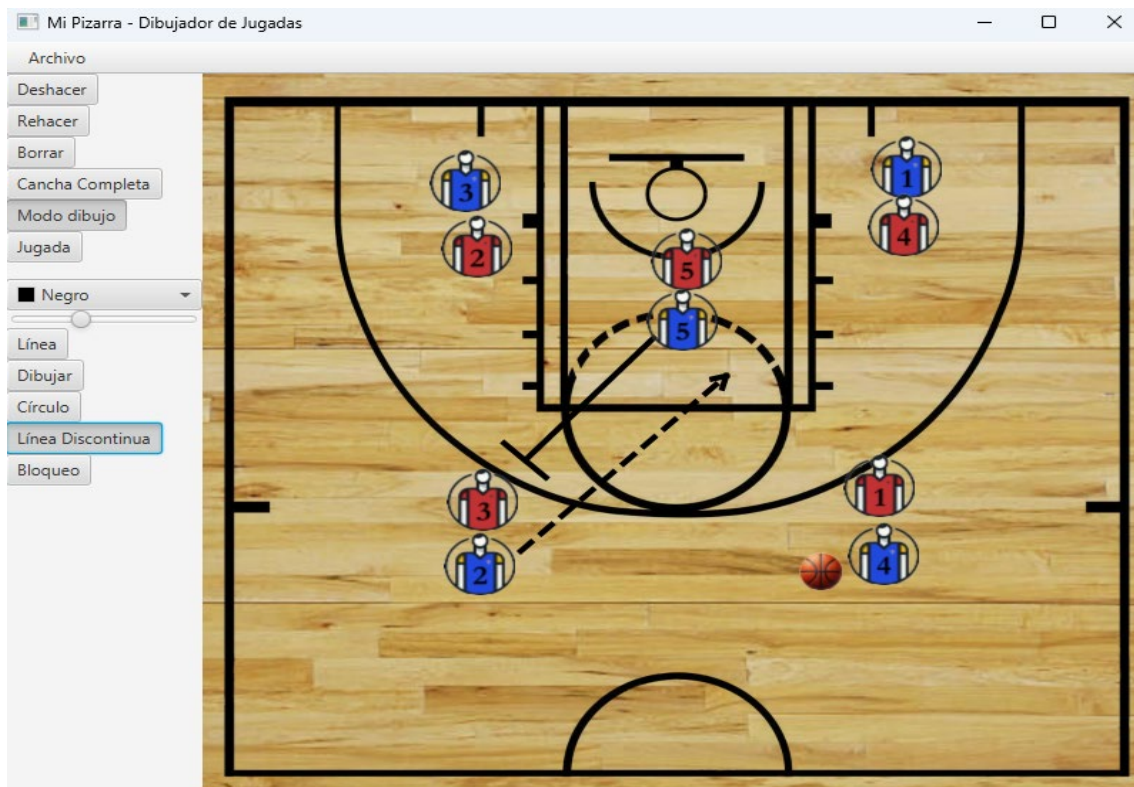 Mi Pizarra - Dibujador de Jugadas
Archivo
Deshacer
Rehacer
Borrar
Cancha Completa
Modo dibujo
Jugada
Negro
Línea
Dibujar
Círculo
Línea Discontinua
Bloqueo
3
1
2
4
5
5
3
1
2
4